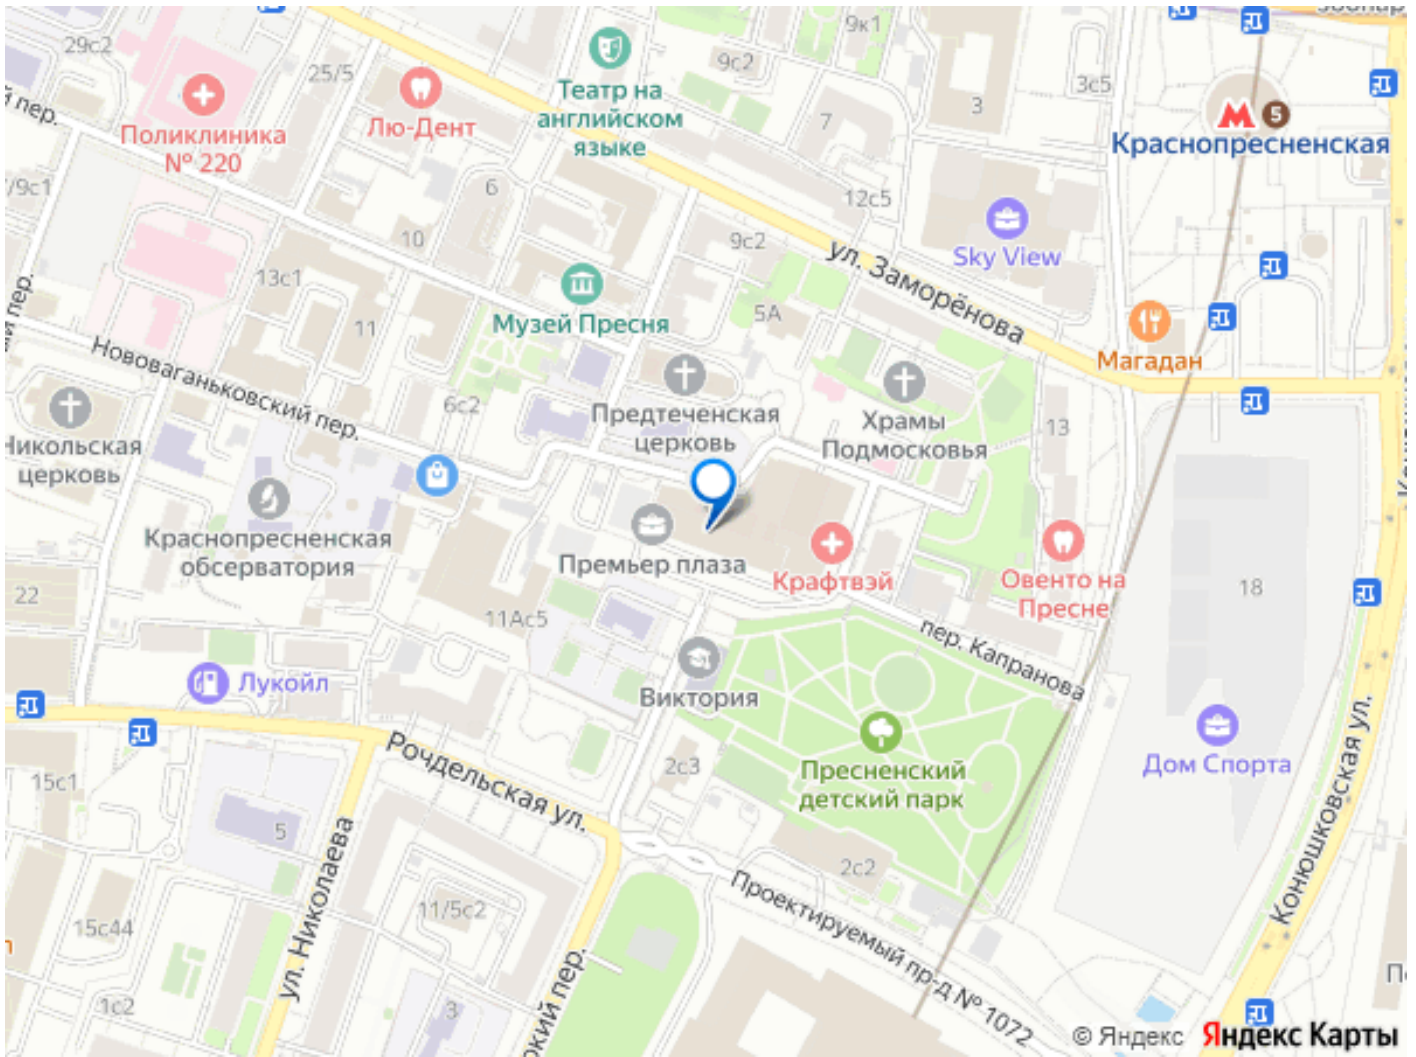 29с2
25/5
9к1
9с2
3с5
3
7
Театр на
английском
языке
Лю-Дент
Поликлиника
№ 220
5
Краснопресненская
пер.
6
12с5
10
9с2
Sky View
ул. Заморёнова
13с1
11
Музей Пресня
5А
Магадан
пер.
Нововаганьковский пер.
6с2
Предтеченская
церковь
Храмы
Подмосковья
13
Никольская
церковь
Краснопресненская
обсерватория
Премьер плаза
Крафтвэй
Овенто на
Пресне
18
22
11Ас5
пер. Капранова
Лукойл
Виктория
Рочдельская ул.
2с3
Пресненский
детский парк
Дом Спорта
Конюшковская ул.
15с1
5
ул. Николаева
2с2
11/5с2
15с44
Проектируемый пр-д № 1072
1с2
3
пер.
© Яндекс
Яндекс Карты